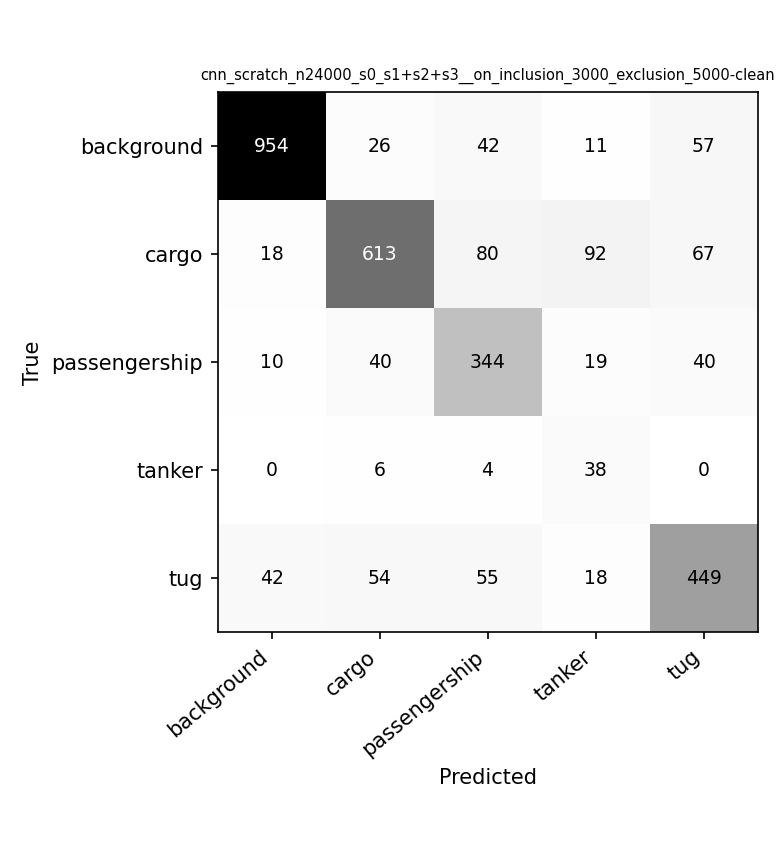 cnn_scratch_n24000_s0_s1+s2+s3__on_inclusion_3000_exclusion_5000-clean
background 954 26 42 11 57
cargo 18 613 80 92 67
passengership 10 40 344 19 40
tanker 0 6 4 38 0
tug 42 54 55 18 449
True
background cargo passengership tanker tug
Predicted